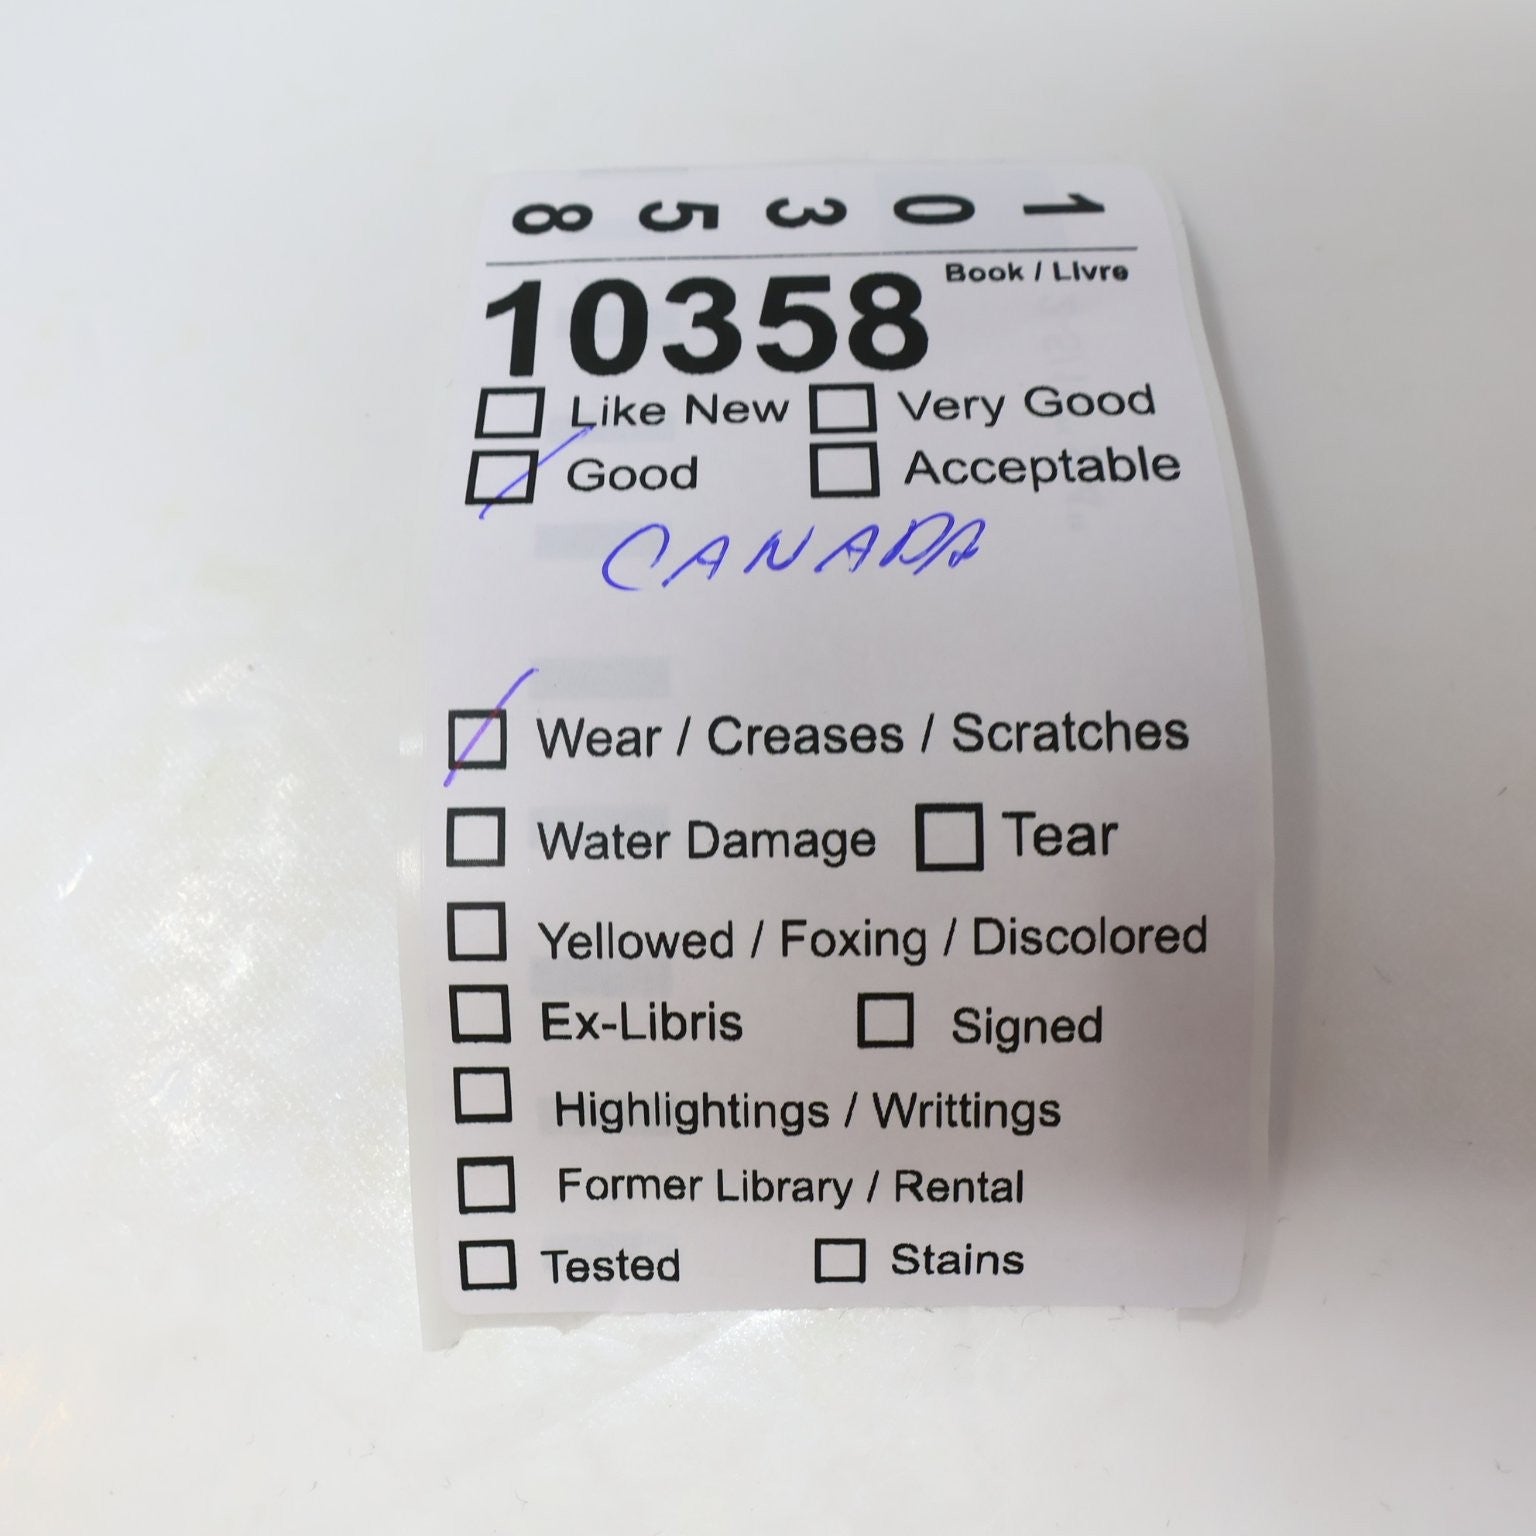 1 0 3 5 8
10358 Book / Livre
Like New Very Good
Good Acceptable
CANADA
Wear / Creases / Scratches
Water Damage Tear
Yellowed / Foxing / Discolored
Ex-Libris Signed
Highlightings / Writtings
Former Library / Rental
Tested Stains